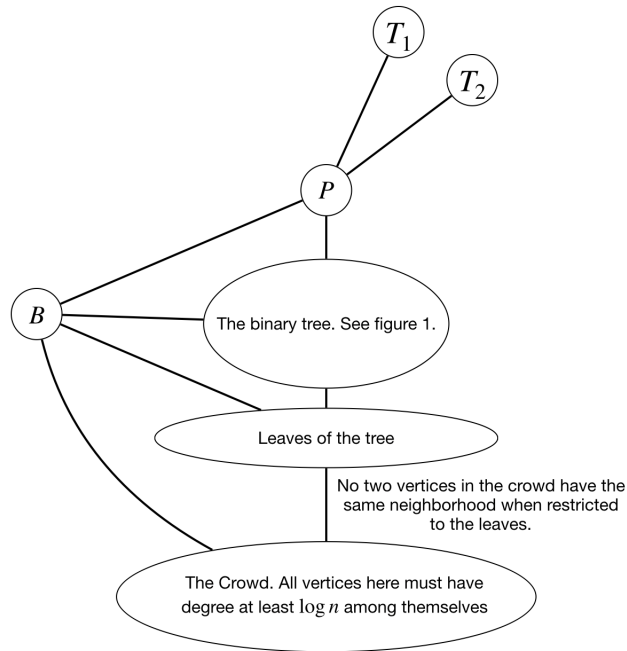 T₁
T₂
P
B
The binary tree. See figure 1.
Leaves of the tree
No two vertices in the crowd have the
same neighborhood when restricted
to the leaves.
The Crowd. All vertices here must have
degree at least log n among themselves